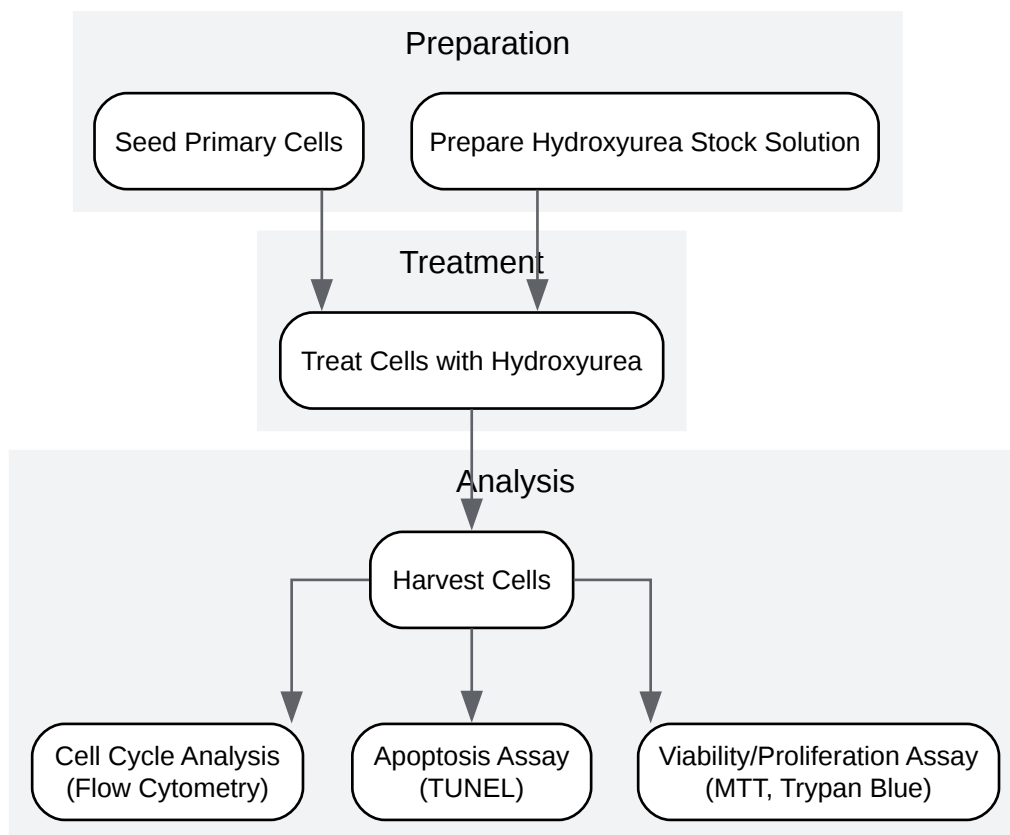 Preparation
Seed Primary Cells
Prepare Hydroxyurea Stock Solution
Treatment
Treat Cells with Hydroxyurea
Analysis
Harvest Cells
Cell Cycle Analysis
(Flow Cytometry)
Apoptosis Assay
(TUNEL)
Viability/Proliferation Assay
(MTT, Trypan Blue)